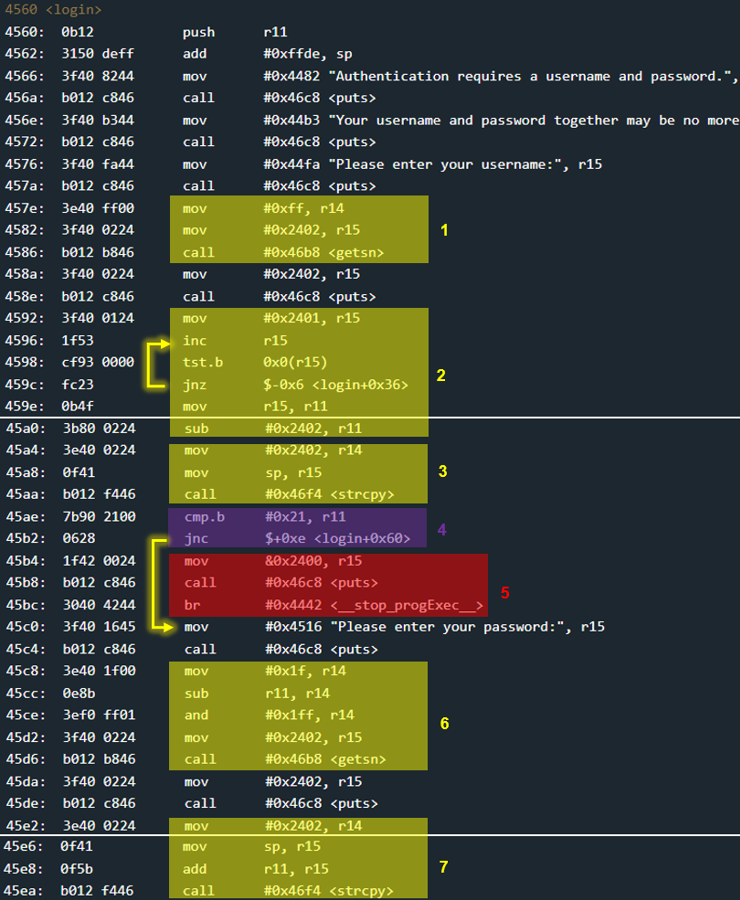 4560 <login>
4560: 0b12 push r11
4562: 3150 deff add #0xffde, sp
4566: 3f40 8244 mov #0x4482 "Authentication requires a username and password.",
456a: b012 c846 call #0x46c8 <puts>
456e: 3f40 b344 mov #0x44b3 "Your username and password together may be no more
4572: b012 c846 call #0x46c8 <puts>
4576: 3f40 fa44 mov #0x44fa "Please enter your username:", r15
457a: b012 c846 call #0x46c8 <puts>
457e: 3e40 ff00 mov #0xff, r14
4582: 3f40 0224 mov #0x2402, r15 1
4586: b012 b846 call #0x46b8 <getsn>
458a: 3f40 0224 mov #0x2402, r15
458e: b012 c846 call #0x46c8 <puts>
4592: 3f40 0124 mov #0x2401, r15
4596: 1f53 inc r15
4598: cf93 0000 tst.b 0x0(r15) 2
459c: fc23 jnz $-0x6 <login+0x36>
459e: 0b4f mov r15, r11
45a0: 3b80 0224 sub #0x2402, r11
45a4: 3e40 0224 mov #0x2402, r14
45a8: 0f41 mov sp, r15 3
45aa: b012 f446 call #0x46f4 <strcpy>
45ae: 7b90 2100 cmp.b #0x21, r11 4
45b2: 0628 jnc $+0xe <login+0x60>
45b4: 1f42 0024 mov &0x2400, r15
45b8: b012 c846 call #0x46c8 <puts> 5
45bc: 3040 4244 br #0x4442 <__stop_progExec__>
45c0: 3f40 1645 mov #0x4516 "Please enter your password:", r15
45c4: b012 c846 call #0x46c8 <puts>
45c8: 3e40 1f00 mov #0x1f, r14
45cc: 0e8b sub r11, r14
45ce: 3ef0 ff01 and #0x1ff, r14 6
45d2: 3f40 0224 mov #0x2402, r15
45d6: b012 b846 call #0x46b8 <getsn>
45da: 3f40 0224 mov #0x2402, r15
45de: b012 c846 call #0x46c8 <puts>
45e2: 3e40 0224 mov #0x2402, r14
45e6: 0f41 mov sp, r15
45e8: 0f5b add r11, r15 7
45ea: b012 f446 call #0x46f4 <strcpy>